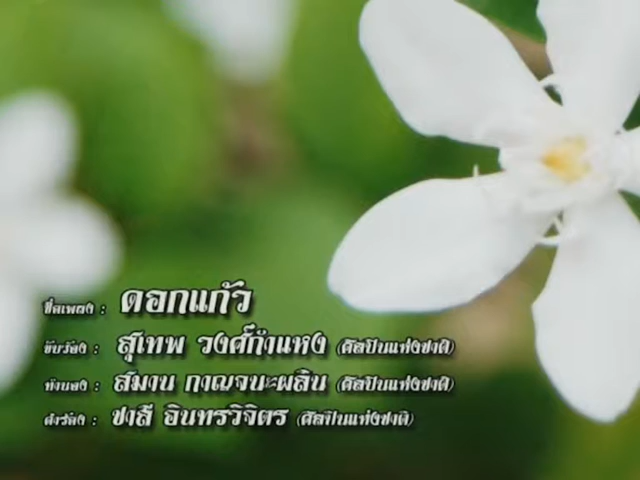 ชื่อเพลง : ดอกแก้ว
ขับร้อง : สุเทพ วงศ์กำแหง (ศิลปินแห่งชาติ)
ทำนอง : สมาน กาญจนะผลิน (ศิลปินแห่งชาติ)
คำร้อง : ชาลี อินทรวิจิตร (ศิลปินแห่งชาติ)